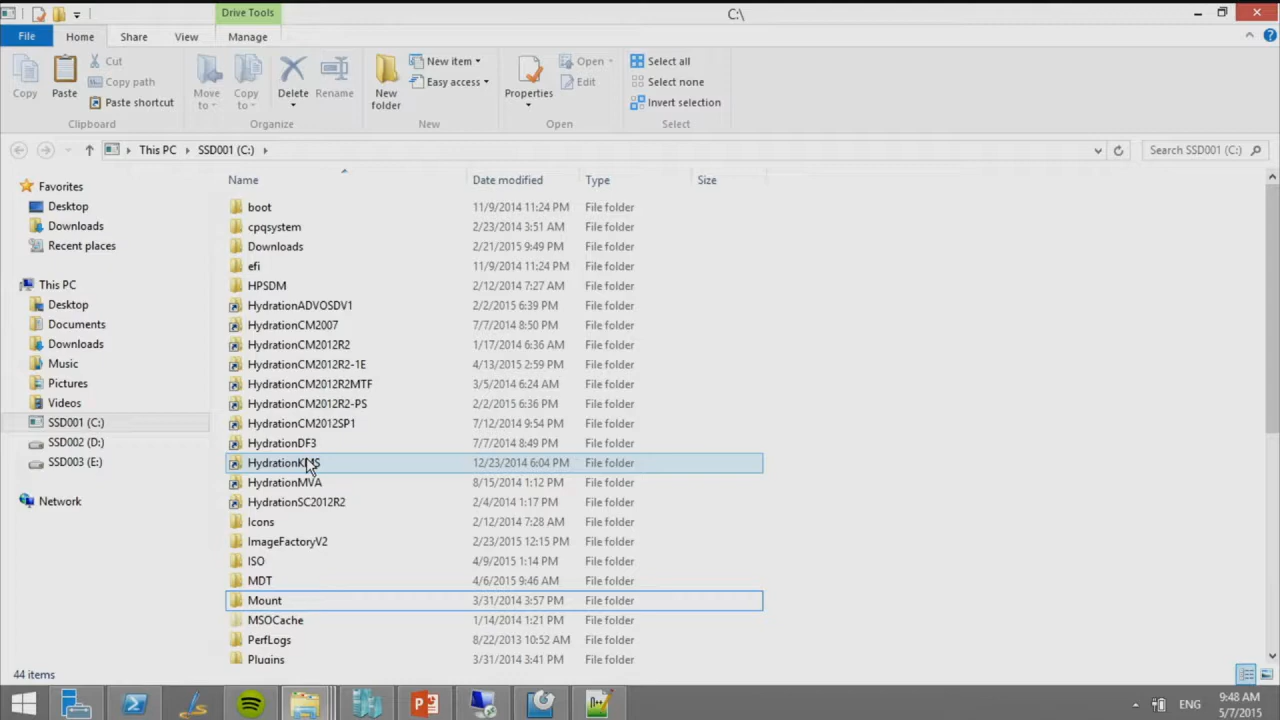 Drive Tools
C:\
File Home Share View Manage
Copy
Paste
Cut
Copy path
Paste shortcut
Clipboard
Move to
Copy to
Delete
Rename
Organize
New folder
New item
Easy access
New
Properties
Open
Edit
Open
Select all
Select none
Invert selection
Select
This PC SSD001 (C:)
Search SSD001 (C:)
Favorites
Desktop
Downloads
Recent places
This PC
Desktop
Documents
Downloads
Music
Pictures
Videos
SSD001 (C:)
SSD002 (D:)
SSD003 (E:)
Network
Name Date modified Type Size
boot 11/9/2014 11:24 PM File folder
cpqsystem 2/23/2014 3:51 AM File folder
Downloads 2/21/2015 9:49 PM File folder
efi 11/9/2014 11:24 PM File folder
HPSDM 2/12/2014 7:27 AM File folder
HydrationADVOSDV1 2/2/2015 6:39 PM File folder
HydrationCM2007 7/7/2014 8:50 PM File folder
HydrationCM2012R2 1/17/2014 6:36 AM File folder
HydrationCM2012R2-1E 4/13/2015 2:59 PM File folder
HydrationCM2012R2MTF 3/5/2014 6:24 AM File folder
HydrationCM2012R2-PS 2/2/2015 6:36 PM File folder
HydrationCM2012SP1 7/12/2014 9:54 PM File folder
HydrationDF3 7/7/2014 8:49 PM File folder
HydrationKMS 12/23/2014 6:04 PM File folder
HydrationMVA 8/15/2014 1:12 PM File folder
HydrationSC2012R2 2/4/2014 1:17 PM File folder
Icons 2/12/2014 7:28 AM File folder
ImageFactoryV2 2/23/2015 12:15 PM File folder
ISO 4/9/2015 1:14 PM File folder
MDT 4/6/2015 9:46 AM File folder
Mount 3/31/2014 3:57 PM File folder
MSOCache 1/14/2014 1:21 PM File folder
PerfLogs 8/22/2013 10:52 AM File folder
Plugins 3/31/2014 3:41 PM File folder
44 items
ENG
9:48 AM
5/7/2015